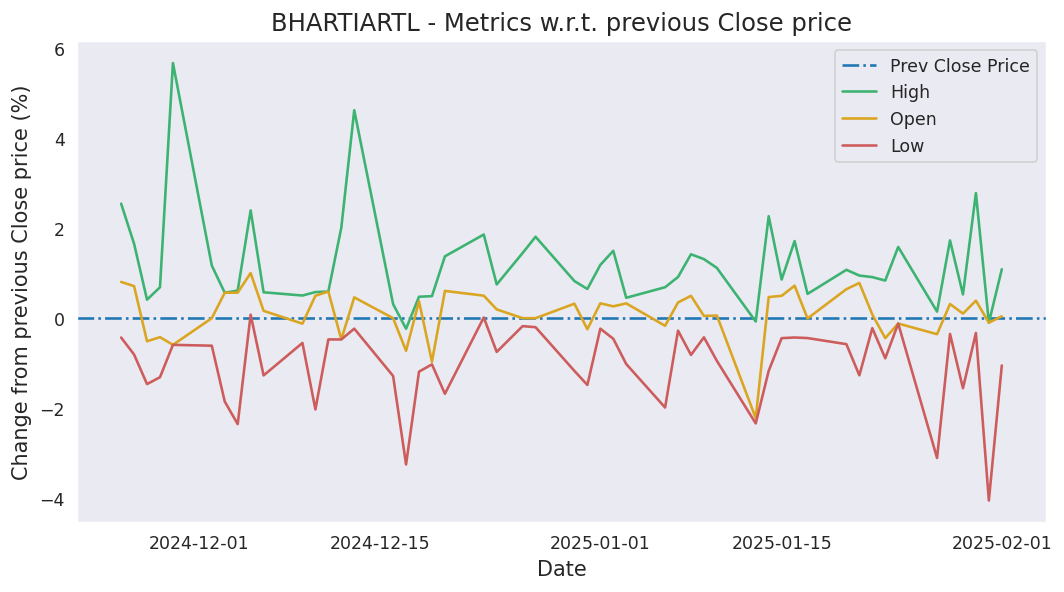 BHARTIARTL - Metrics w.r.t. previous Close price
Change from previous Close price (%)
6
4
2
0
−2
−4
Prev Close Price
High
Open
Low
2024-12-01
2024-12-15
2025-01-01
2025-01-15
2025-02-01
Date